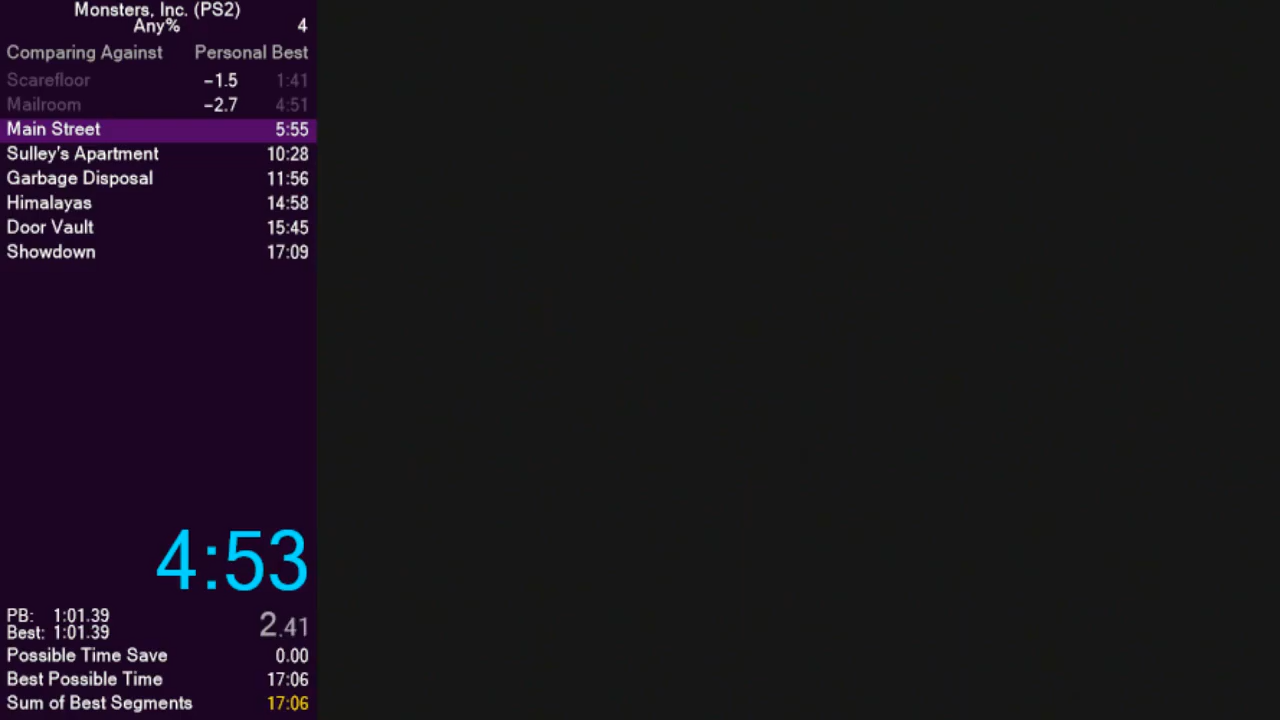 Monsters, Inc. (PS2)
Any% 4
Comparing Against Personal Best
Scarefloor −1.5 1:41
Mailroom −2.7 4:51
Main Street 5:55
Sulley's Apartment 10:28
Garbage Disposal 11:56
Himalayas 14:58
Door Vault 15:45
Showdown 17:09
4:53
PB: 1:01.39
Best: 1:01.39
2.41
Possible Time Save 0.00
Best Possible Time 17:06
Sum of Best Segments 17:06